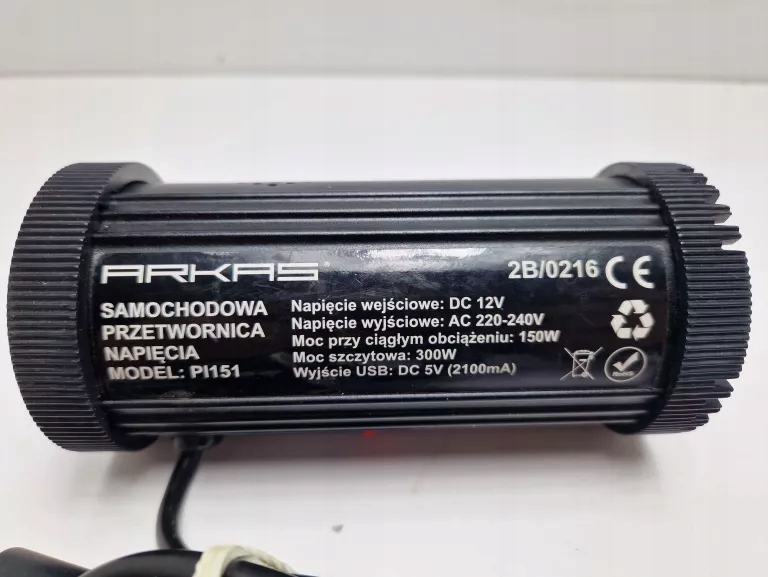 ARKAS
2B/0216 CE
SAMOCHODOWA
PRZETWORNICA
NAPIĘCIA
MODEL: PI151
Napięcie wejściowe: DC 12V
Napięcie wyjściowe: AC 220-240V
Moc przy ciągłym obciążeniu: 150W
Moc szczytowa: 300W
Wyjście USB: DC 5V (2100mA)